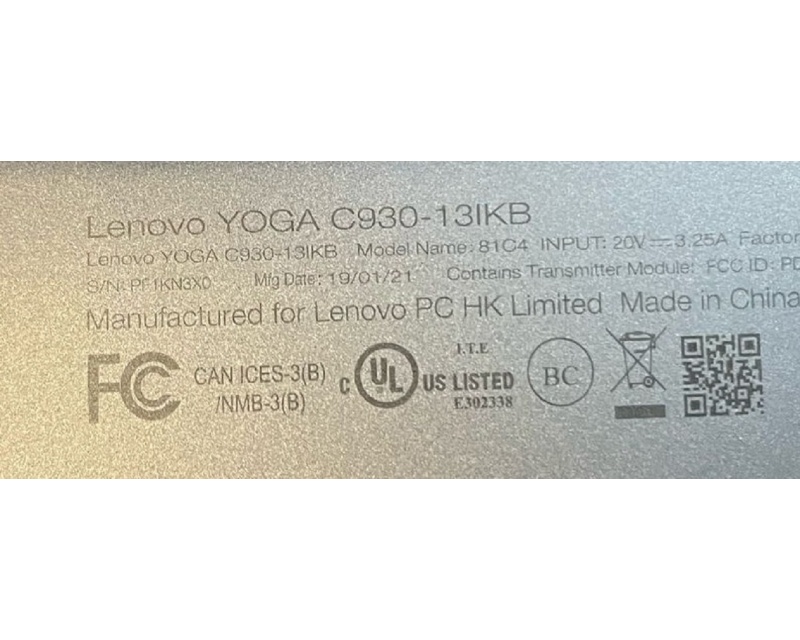 Lenovo YOGA C930-13IKB
Lenovo YOGA C930-13IKB Model Name: 81C4 INPUT: 20V⎓3.25A Factor
S/N: Mfg Date: 19/01/21 Contains Transmitter Module: FCC ID: PD
Manufactured for Lenovo PC HK Limited Made in China
FC CAN ICES-3(B)
/NMB-3(B)
C UL US LISTED
I.T.E.
E302338
BC